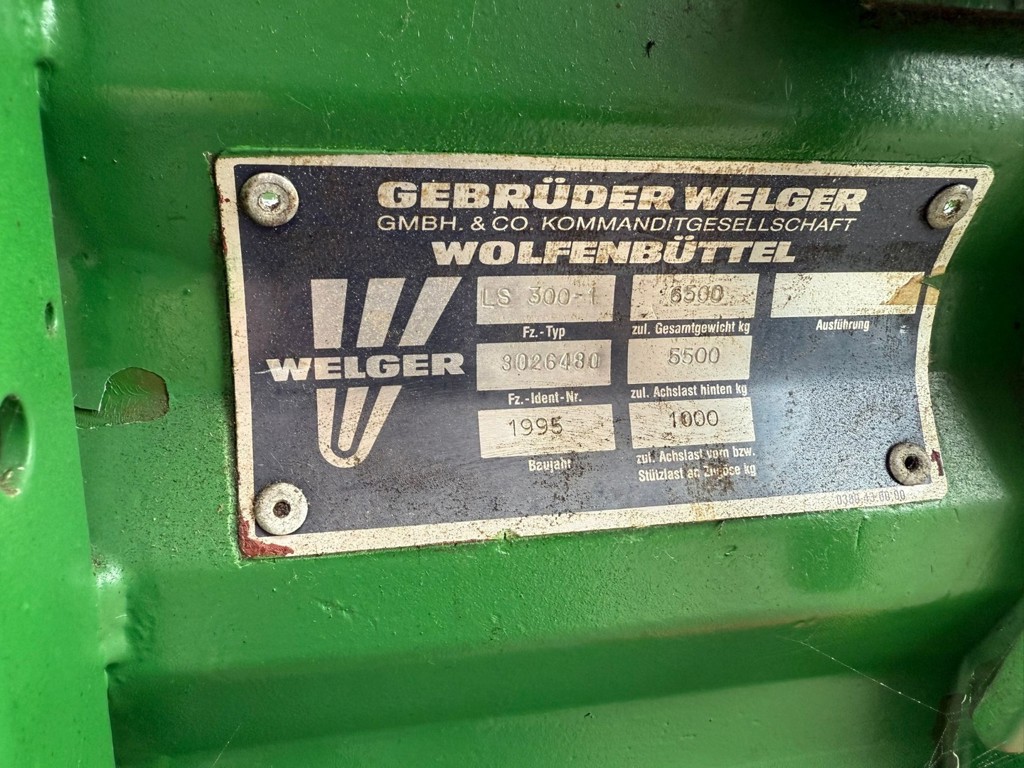 GEBRÜDER WELGER
GMBH. & CO. KOMMANDITGESELLSCHAFT
WOLFENBÜTTEL
WELGER
LS 300-1 6500
Fz.-Typ zul. Gesamtgewicht kg Ausführung
3026480 5500
Fz.-Ident-Nr. zul. Achslast hinten kg
1995 1000
Baujahr zul. Achslast vorn bzw.
Stützlast an Zugöse kg